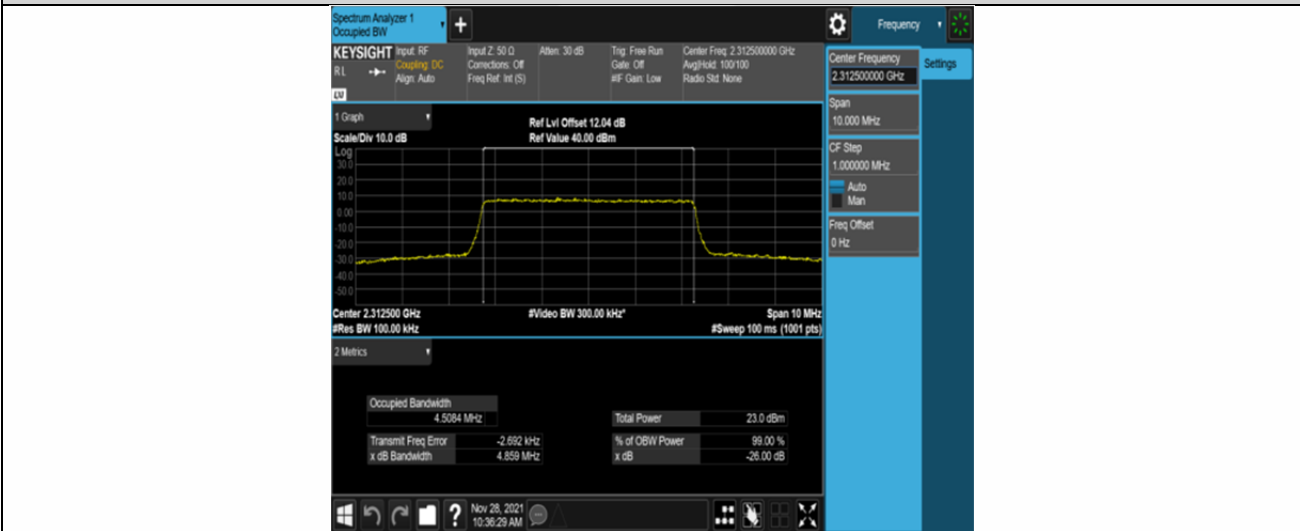 Spectrum Analyzer 1
Occupied BW
+
Frequency
KEYSIGHT
R L
LXI
Input: RF
Coupling: DC
Align: Auto
Input Z: 50 Ω
Corrections: Off
Freq Ref: Int (S)
Atten: 30 dB
Trig: Free Run
Gate: Off
#IF Gain: Low
Center Freq: 2.312500000 GHz
Avg|Hold: 100/100
Radio Std: None
Center Frequency
2.312500000 GHz
Settings
Span
10.000 MHz
CF Step
1.000000 MHz
Auto
Man
Freq Offset
0 Hz
1 Graph
Scale/Div 10.0 dB
Ref Lvl Offset 12.04 dB
Ref Value 40.00 dBm
Log
30.0
20.0
10.0
0.00
-10.0
-20.0
-30.0
-40.0
-50.0
Center 2.312500 GHz
#Res BW 100.00 kHz
#Video BW 300.00 kHz*
Span 10 MHz
#Sweep 100 ms (1001 pts)
2 Metrics
Occupied Bandwidth
4.5084 MHz
Transmit Freq Error -2.692 kHz
x dB Bandwidth 4.859 MHz
Total Power 23.0 dBm
% of OBW Power 99.00 %
x dB -26.00 dB
?
Nov 28, 2021
10:36:29 AM